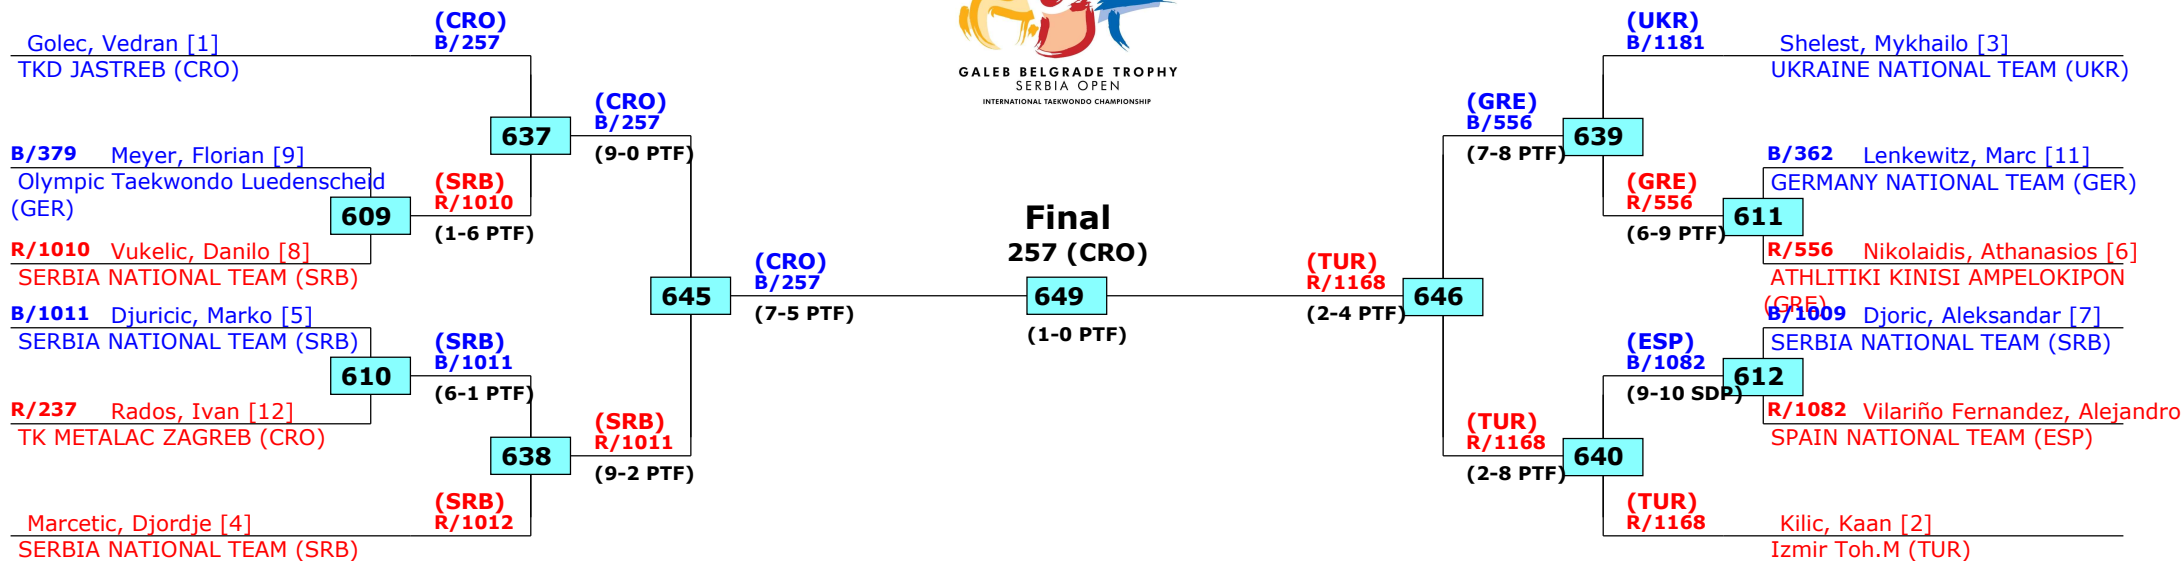 GALEB BELGRADE TROPHY
SERBIA OPEN
INTERNATIONAL TAEKWONDO CHAMPIONSHIP
Golec, Vedran [1]
TKD JASTREB (CRO)
(CRO)
B/257
B/379 Meyer, Florian [9]
Olympic Taekwondo Luedenscheid
(GER)
609
R/1010 Vukelic, Danilo [8]
SERBIA NATIONAL TEAM (SRB)
(SRB)
R/1010
(1-6 PTF)
637
(CRO)
B/257
(9-0 PTF)
B/1011 Djuricic, Marko [5]
SERBIA NATIONAL TEAM (SRB)
610
R/237 Rados, Ivan [12]
TK METALAC ZAGREB (CRO)
(SRB)
B/1011
(6-1 PTF)
638
Marcetic, Djordje [4]
SERBIA NATIONAL TEAM (SRB)
(SRB)
R/1012
(SRB)
R/1011
(9-2 PTF)
645
(CRO)
B/257
(7-5 PTF)
Final
257 (CRO)
649
(1-0 PTF)
(TUR)
R/1168
(2-4 PTF)
646
(GRE)
B/556
(7-8 PTF)
639
(UKR)
B/1181
Shelest, Mykhailo [3]
UKRAINE NATIONAL TEAM (UKR)
(GRE)
R/556
(6-9 PTF)
611
B/362 Lenkewitz, Marc [11]
GERMANY NATIONAL TEAM (GER)
R/556 Nikolaidis, Athanasios [6]
ATHLITIKI KINISI AMPELOKIPON
(GRE)
B/1009 Djoric, Aleksandar [7]
SERBIA NATIONAL TEAM (SRB)
(ESP)
B/1082
(9-10 SDP)
612
R/1082 Vilariño Fernandez, Alejandro
SPAIN NATIONAL TEAM (ESP)
(TUR)
R/1168
(2-8 PTF)
640
(TUR)
R/1168
Kilic, Kaan [2]
Izmir Toh.M (TUR)